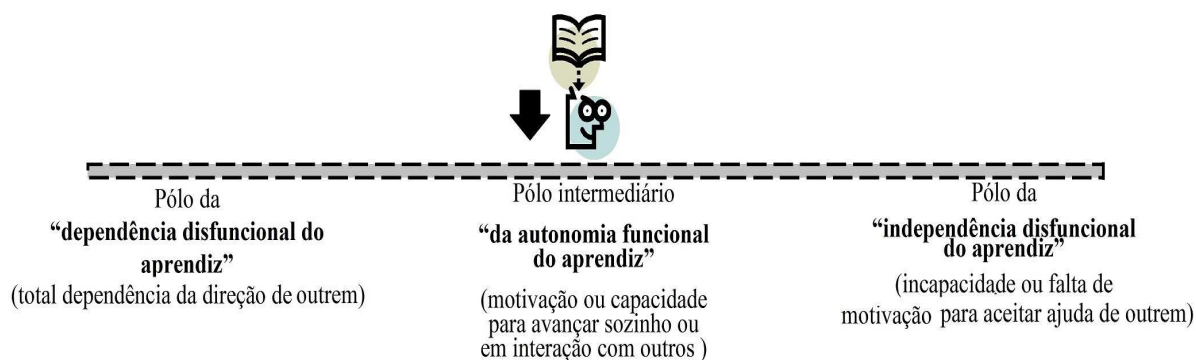 Pólo da
“dependência disfuncional do
aprendiz”
(total dependência da direção de outrem)
Pólo intermediário
“da autonomia funcional
do aprendiz”
(motivação ou capacidade
para avançar sozinho ou
em interação com outros )
Pólo da
“independência disfuncional
do aprendiz”
(incapacidade ou falta de
motivação para aceitar ajuda de outrem)